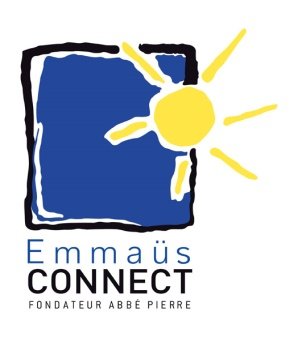 Emmaüs
CONNECT
FONDATEUR ABBÉ PIERRE